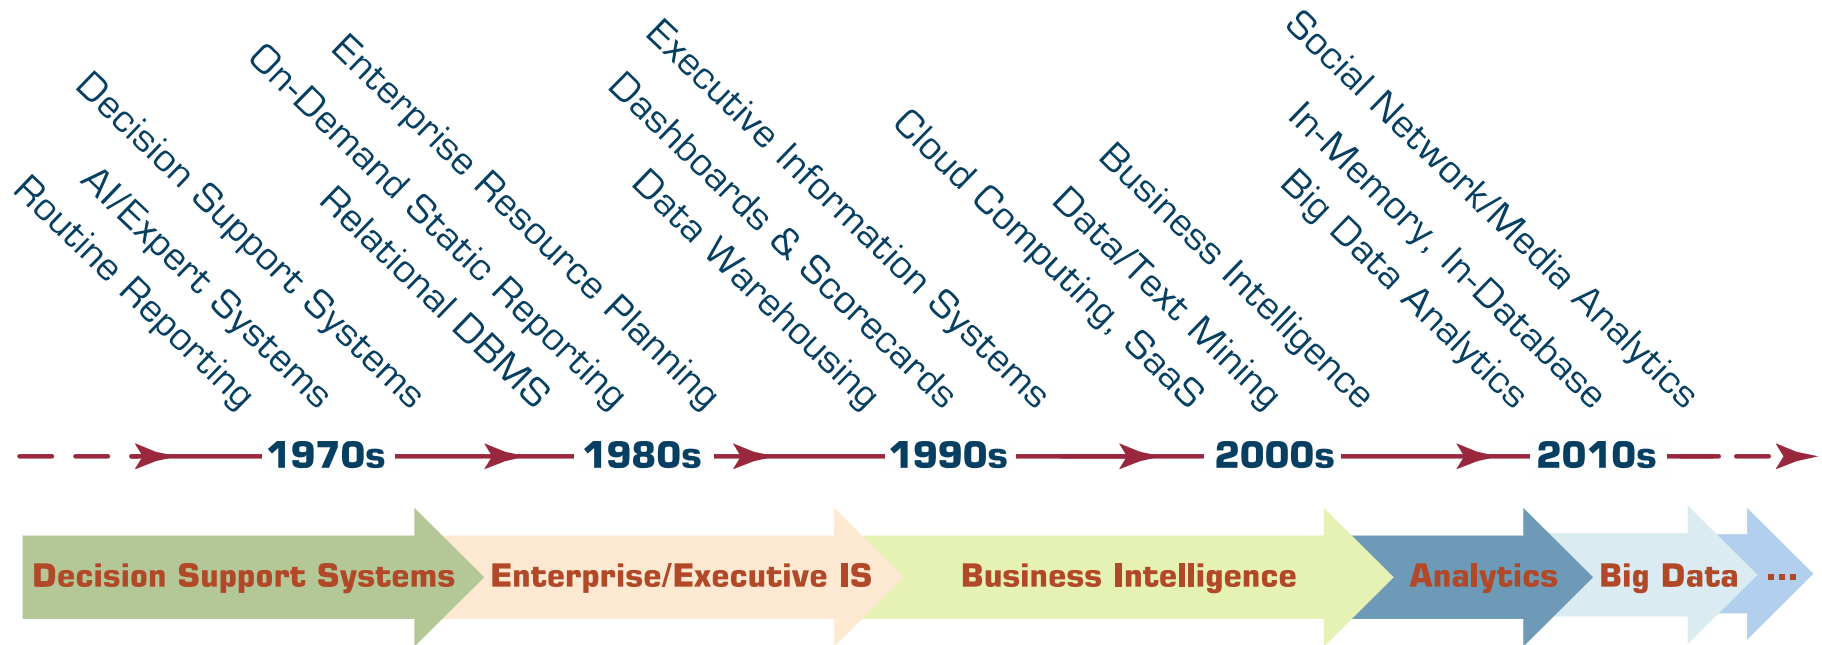 Routine Reporting
AI/Expert Systems
Decision Support Systems
Relational DBMS
On-Demand Static Reporting
Enterprise Resource Planning
Data Warehousing
Dashboards & Scorecards
Executive Information Systems
Cloud Computing, SaaS
Data/Text Mining
Business Intelligence
Big Data Analytics
In-Memory, In-Database
Social Network/Media Analytics
1970s 1980s 1990s 2000s 2010s
Decision Support Systems Enterprise/Executive IS Business Intelligence Analytics Big Data ...